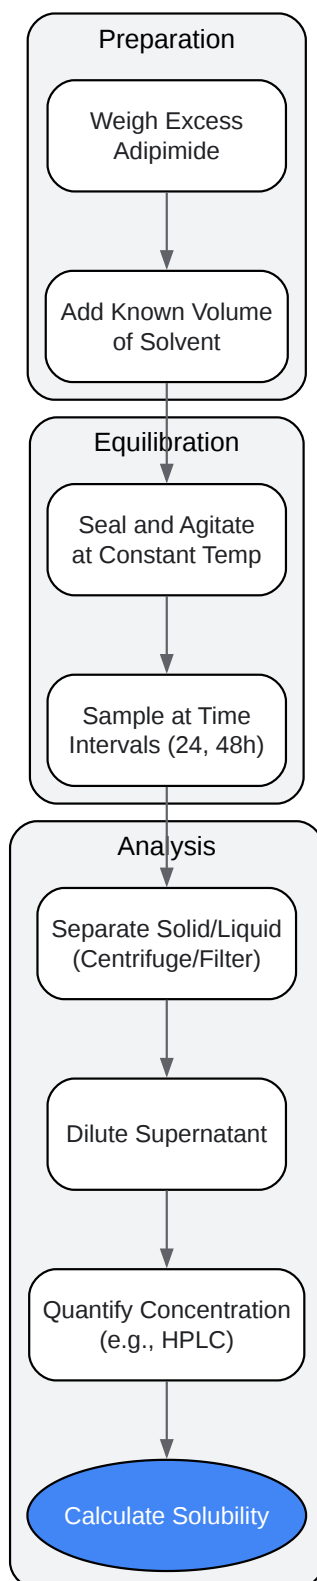 Preparation
Weigh Excess
Adipimide
Add Known Volume
of Solvent
Equilibration
Seal and Agitate
at Constant Temp
Sample at Time
Intervals (24, 48h)
Analysis
Separate Solid/Liquid
(Centrifuge/Filter)
Dilute Supernatant
Quantify Concentration
(e.g., HPLC)
Calculate Solubility